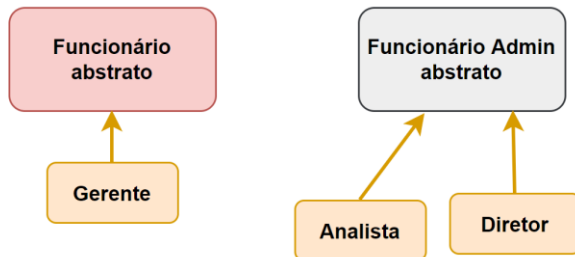 Funcionário
abstrato
Funcionário Admin
abstrato
Gerente
Analista
Diretor